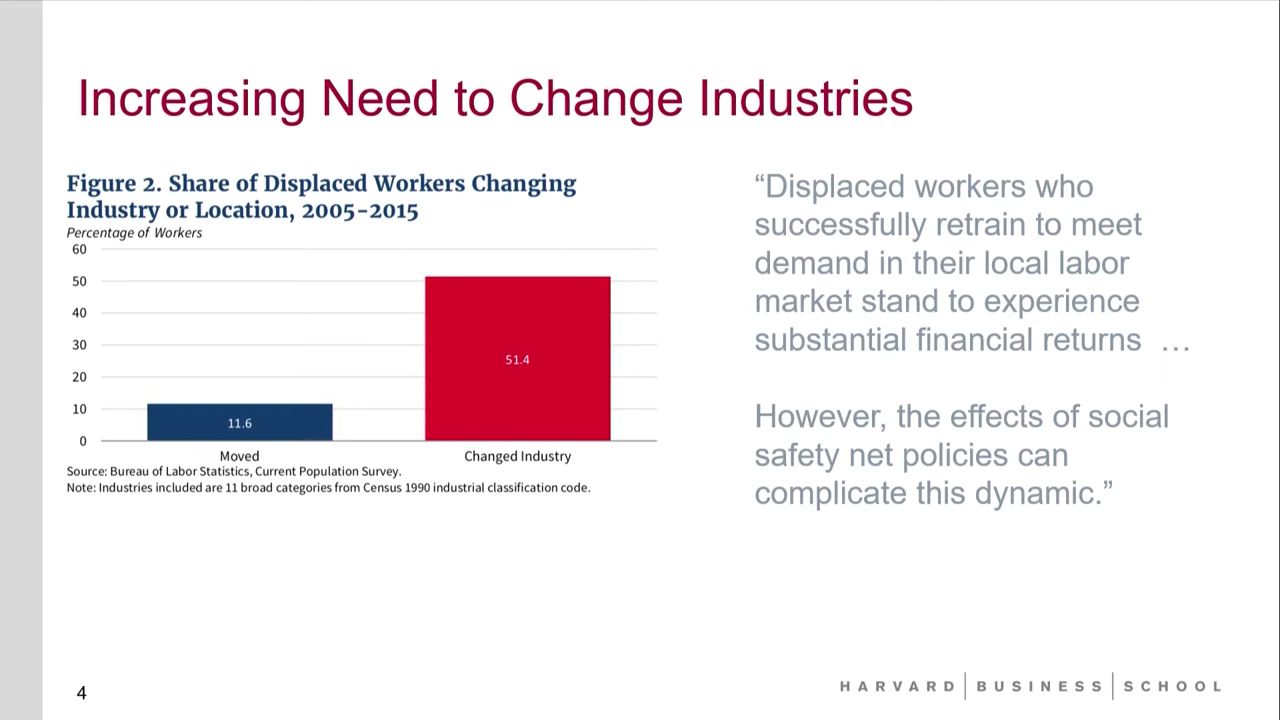 Increasing Need to Change Industries
Figure 2. Share of Displaced Workers Changing
Industry or Location, 2005-2015
Percentage of Workers
60
50
40
30
20
10
0
11.6
51.4
Moved
Changed Industry
Source: Bureau of Labor Statistics, Current Population Survey.
Note: Industries included are 11 broad categories from Census 1990 industrial classification code.
“Displaced workers who
successfully retrain to meet
demand in their local labor
market stand to experience
substantial financial returns …
However, the effects of social
safety net policies can
complicate this dynamic.”
4
HARVARD BUSINESS SCHOOL